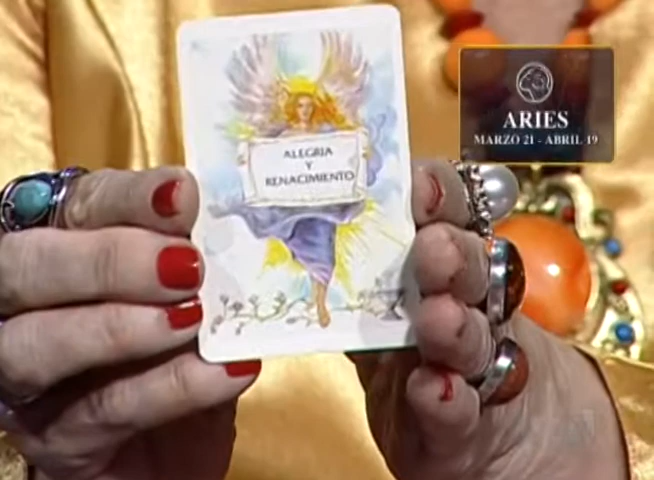 ALEGRIA
Y
RENACIMIENTO
ARIES
MARZO 21 - ABRIL 19